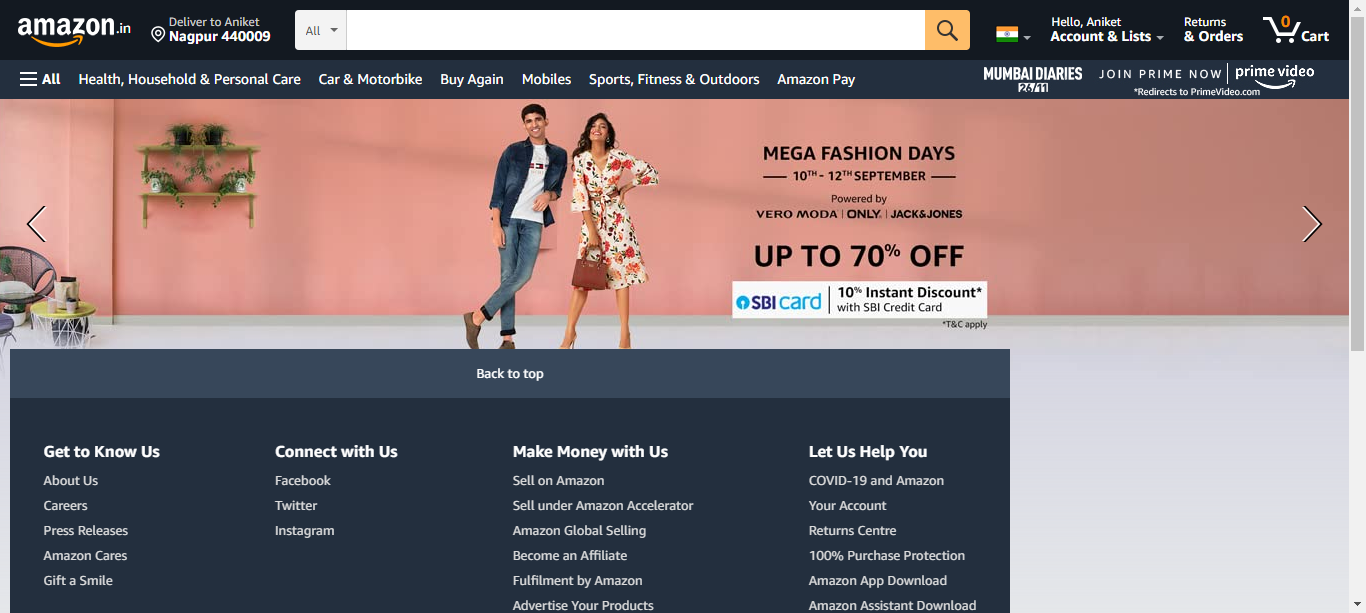 amazon.in
Deliver to Aniket
Nagpur 440009
All
Hello, Aniket
Account & Lists
Returns
& Orders
0
Cart
All
Health, Household & Personal Care
Car & Motorbike
Buy Again
Mobiles
Sports, Fitness & Outdoors
Amazon Pay
MUMBAI DIARIES
26/11
JOIN PRIME NOW
prime video
*Redirects to PrimeVideo.com
MEGA FASHION DAYS
10TH - 12TH SEPTEMBER
Powered by
VERO MODA | ONLY | JACK&JONES
UP TO 70% OFF
SBI card
10% Instant Discount*
with SBI Credit Card
*T&C apply
Back to top
Get to Know Us
About Us
Careers
Press Releases
Amazon Cares
Gift a Smile
Connect with Us
Facebook
Twitter
Instagram
Make Money with Us
Sell on Amazon
Sell under Amazon Accelerator
Amazon Global Selling
Become an Affiliate
Fulfilment by Amazon
Advertise Your Products
Let Us Help You
COVID-19 and Amazon
Your Account
Returns Centre
100% Purchase Protection
Amazon App Download
Amazon Assistant Download